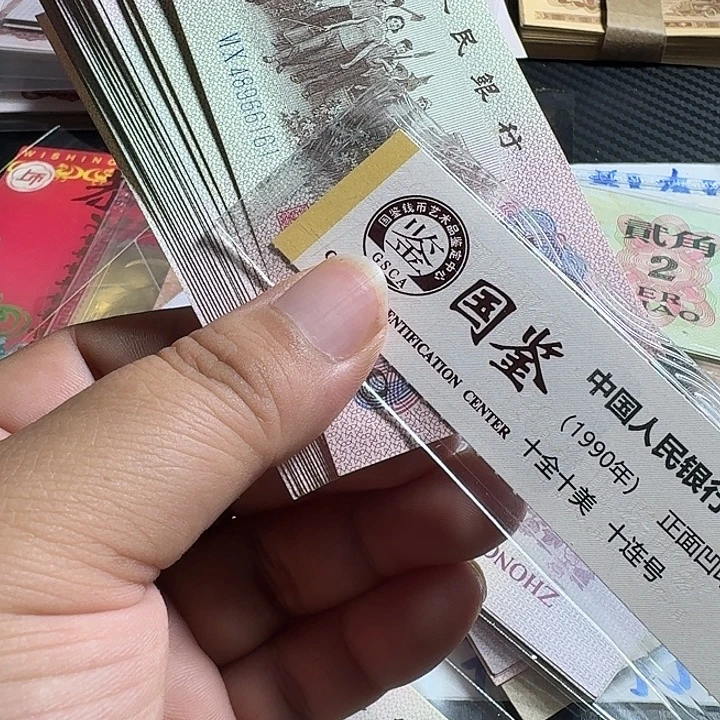 人民銀行
VX46966161
WISHING
国鉴钱币艺术品鉴定中心
鉴
GSCA
国鉴
ENTIFICATION CENTER
中国人民银行
(1990年)
正面凹
十全十美 十连号
貳角
2
ER
JIAO
ZHONG